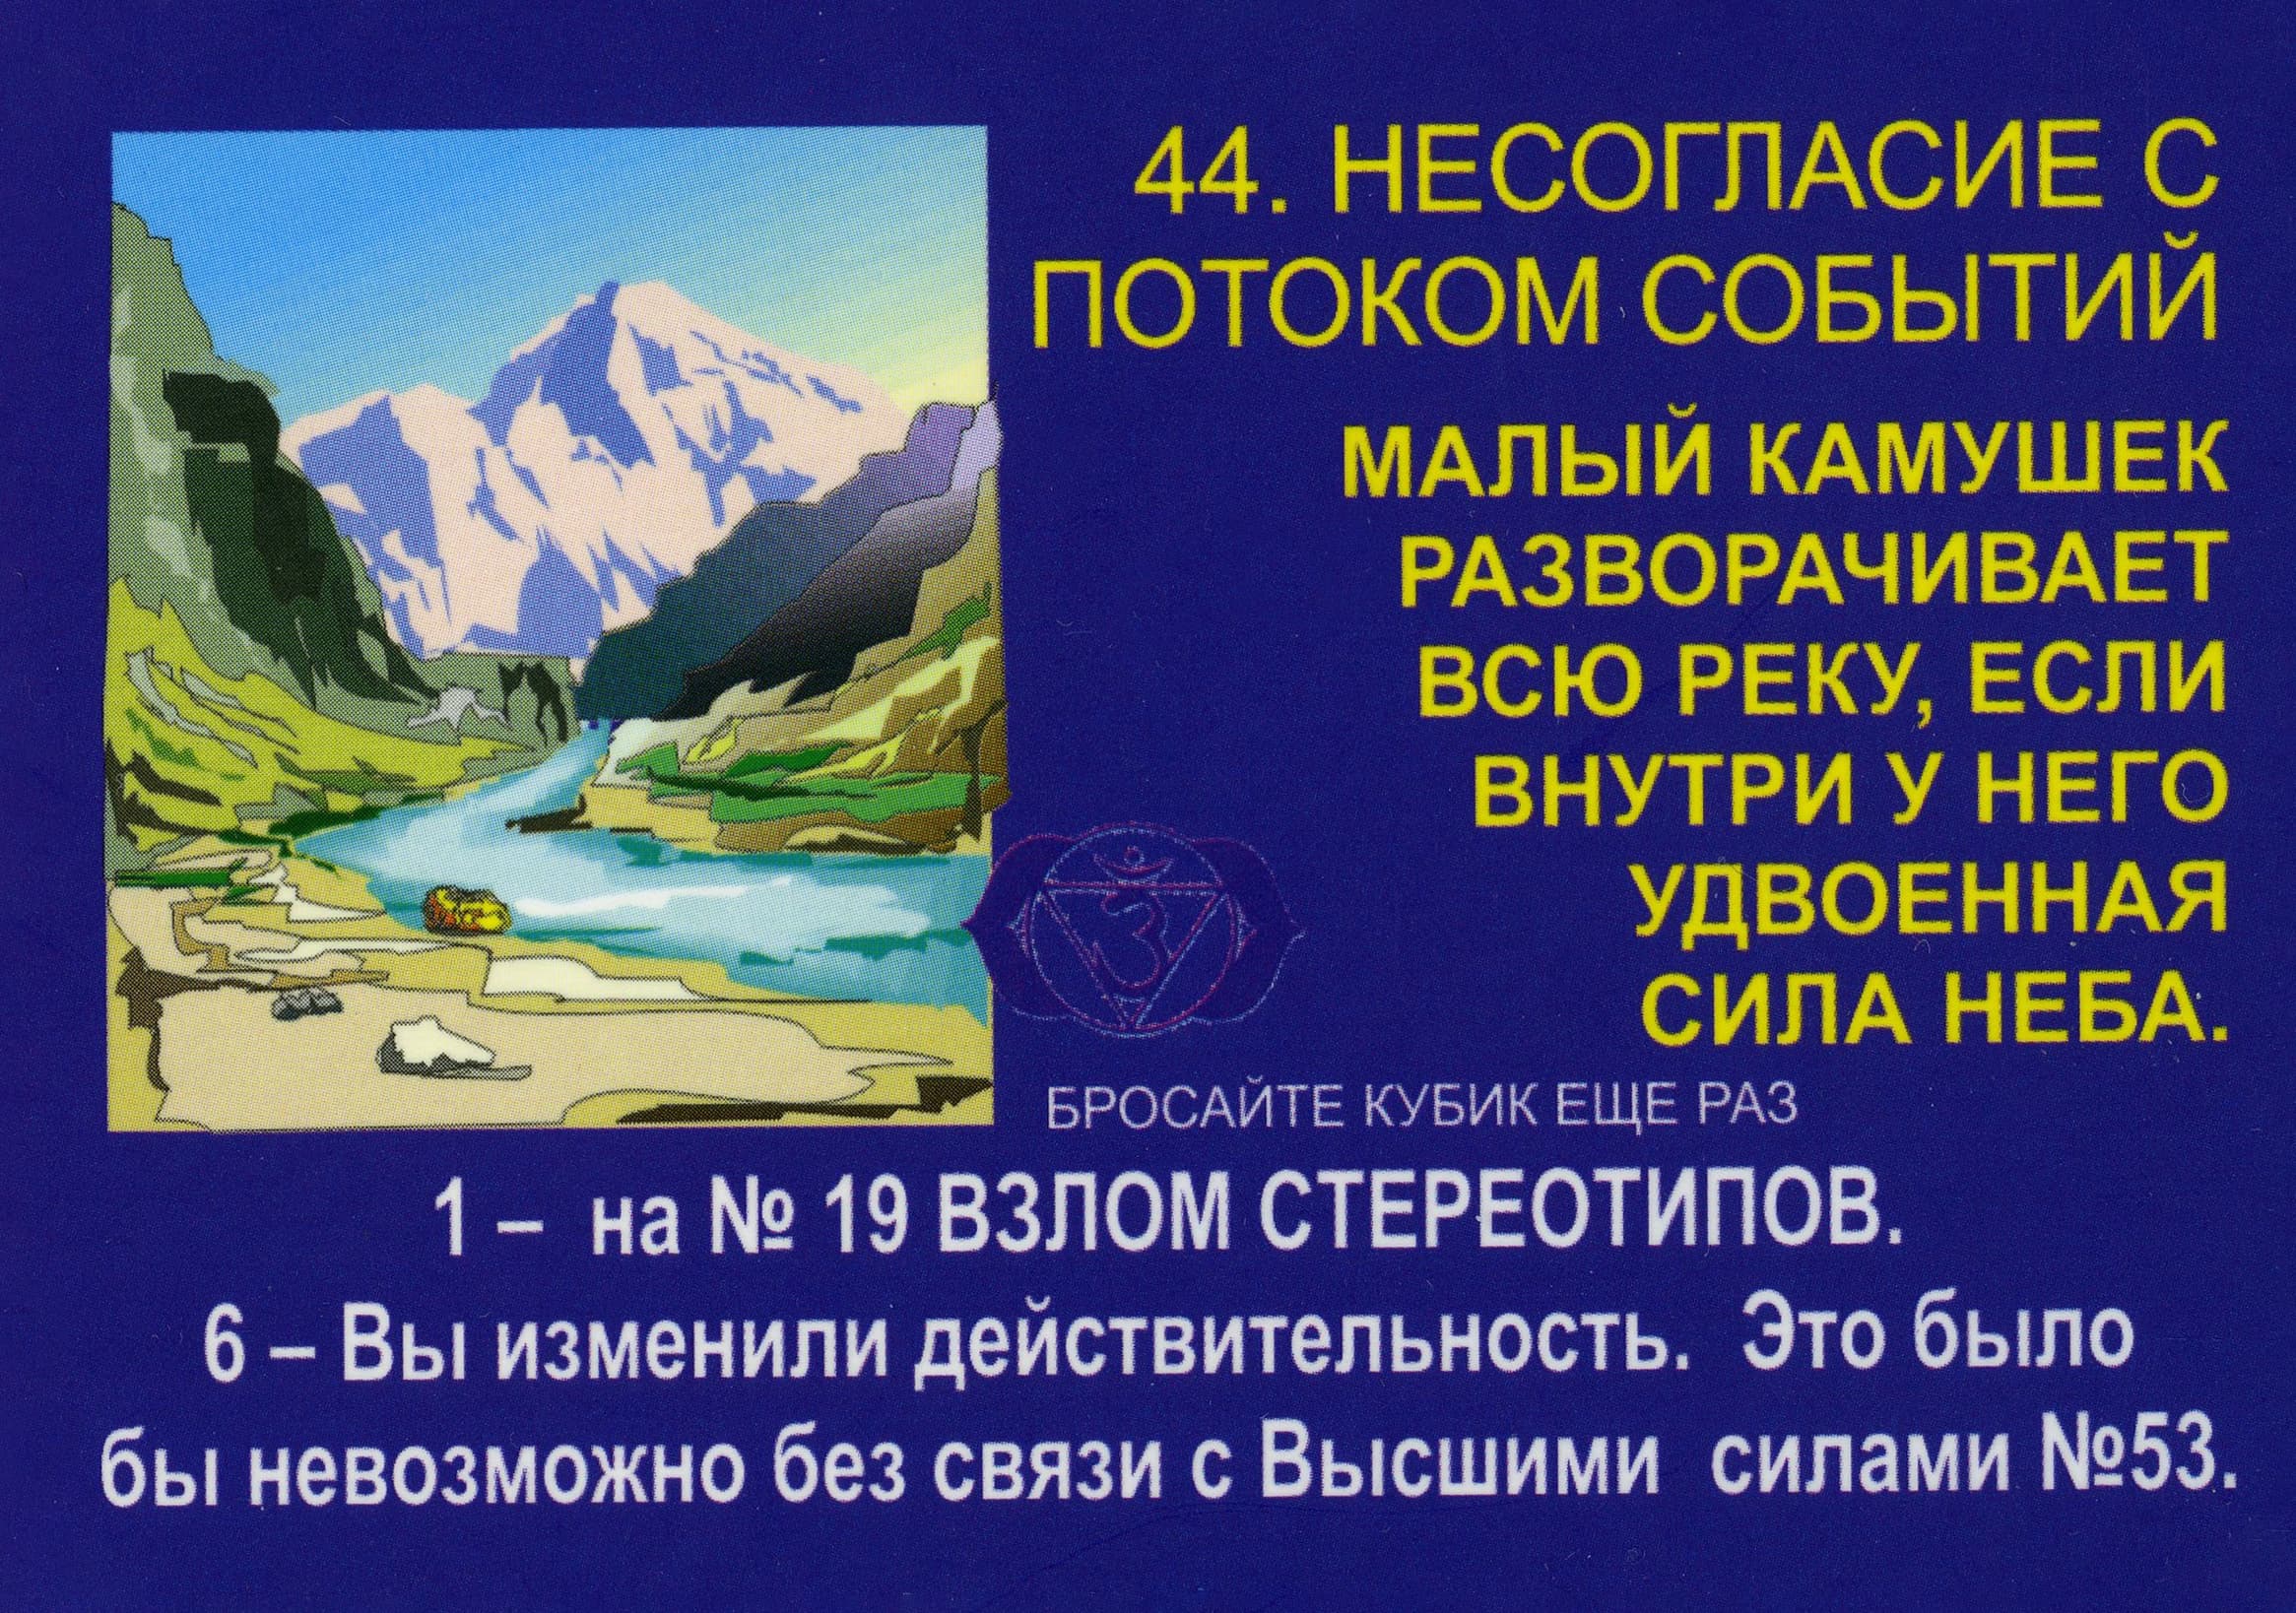 44. НЕСОГЛАСИЕ С
ПОТОКОМ СОБЫТИЙ
МАЛЫЙ КАМУШЕК
РАЗВОРАЧИВАЕТ
ВСЮ РЕКУ, ЕСЛИ
ВНУТРИ У НЕГО
УДВОЕННАЯ
СИЛА НЕБА.
БРОСАЙТЕ КУБИК ЕЩЕ РАЗ
1 – на № 19 ВЗЛОМ СТЕРЕОТИПОВ.
6 – Вы изменили действительность. Это было
бы невозможно без связи с Высшими силами №53.